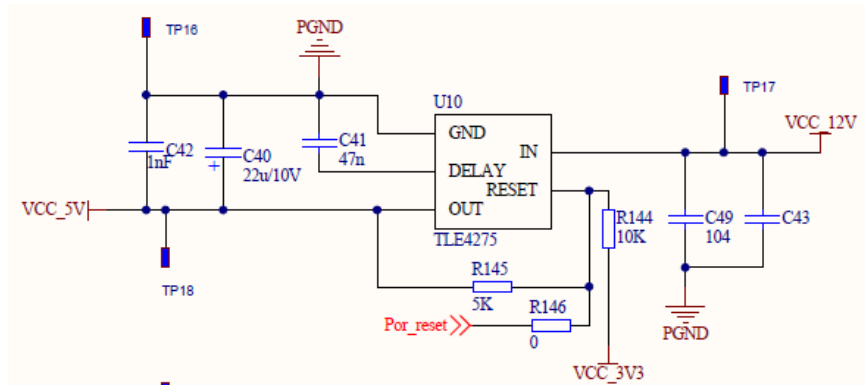 TP16
PGND
TP17
U10
VCC_12V
GND
C42
1nF
C40
22u/10V
+
C41
47n
IN
DELAY
RESET
OUT
VCC_5V
R144
10K
C49
104
C43
TLE4275
TP18
R145
5K
R146
0
Por_reset
PGND
VCC_3V3